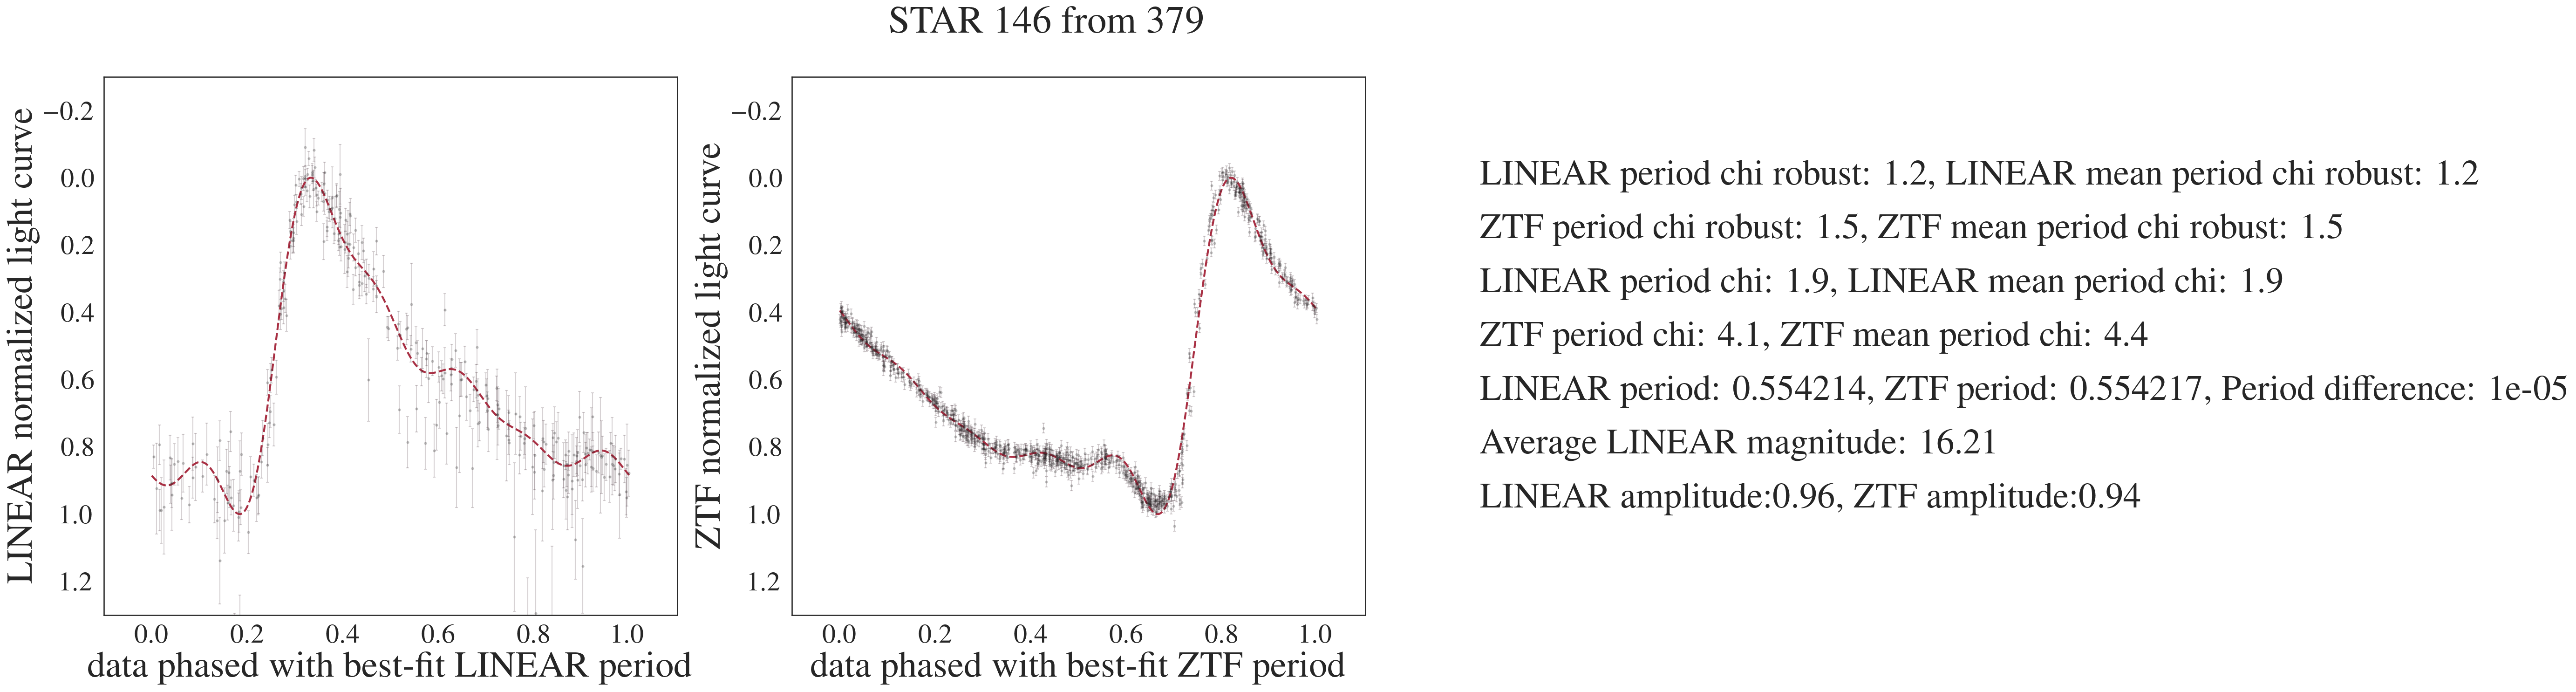 STAR 146 from 379
LINEAR normalized light curve
−0.2
0.0
0.2
0.4
0.6
0.8
1.0
1.2
0.0 0.2 0.4 0.6 0.8 1.0
data phased with best-fit LINEAR period
ZTF normalized light curve
−0.2
0.0
0.2
0.4
0.6
0.8
1.0
1.2
0.0 0.2 0.4 0.6 0.8 1.0
data phased with best-fit ZTF period
LINEAR period chi robust: 1.2, LINEAR mean period chi robust: 1.2
ZTF period chi robust: 1.5, ZTF mean period chi robust: 1.5
LINEAR period chi: 1.9, LINEAR mean period chi: 1.9
ZTF period chi: 4.1, ZTF mean period chi: 4.4
LINEAR period: 0.554214, ZTF period: 0.554217, Period difference: 1e-05
Average LINEAR magnitude: 16.21
LINEAR amplitude:0.96, ZTF amplitude:0.94